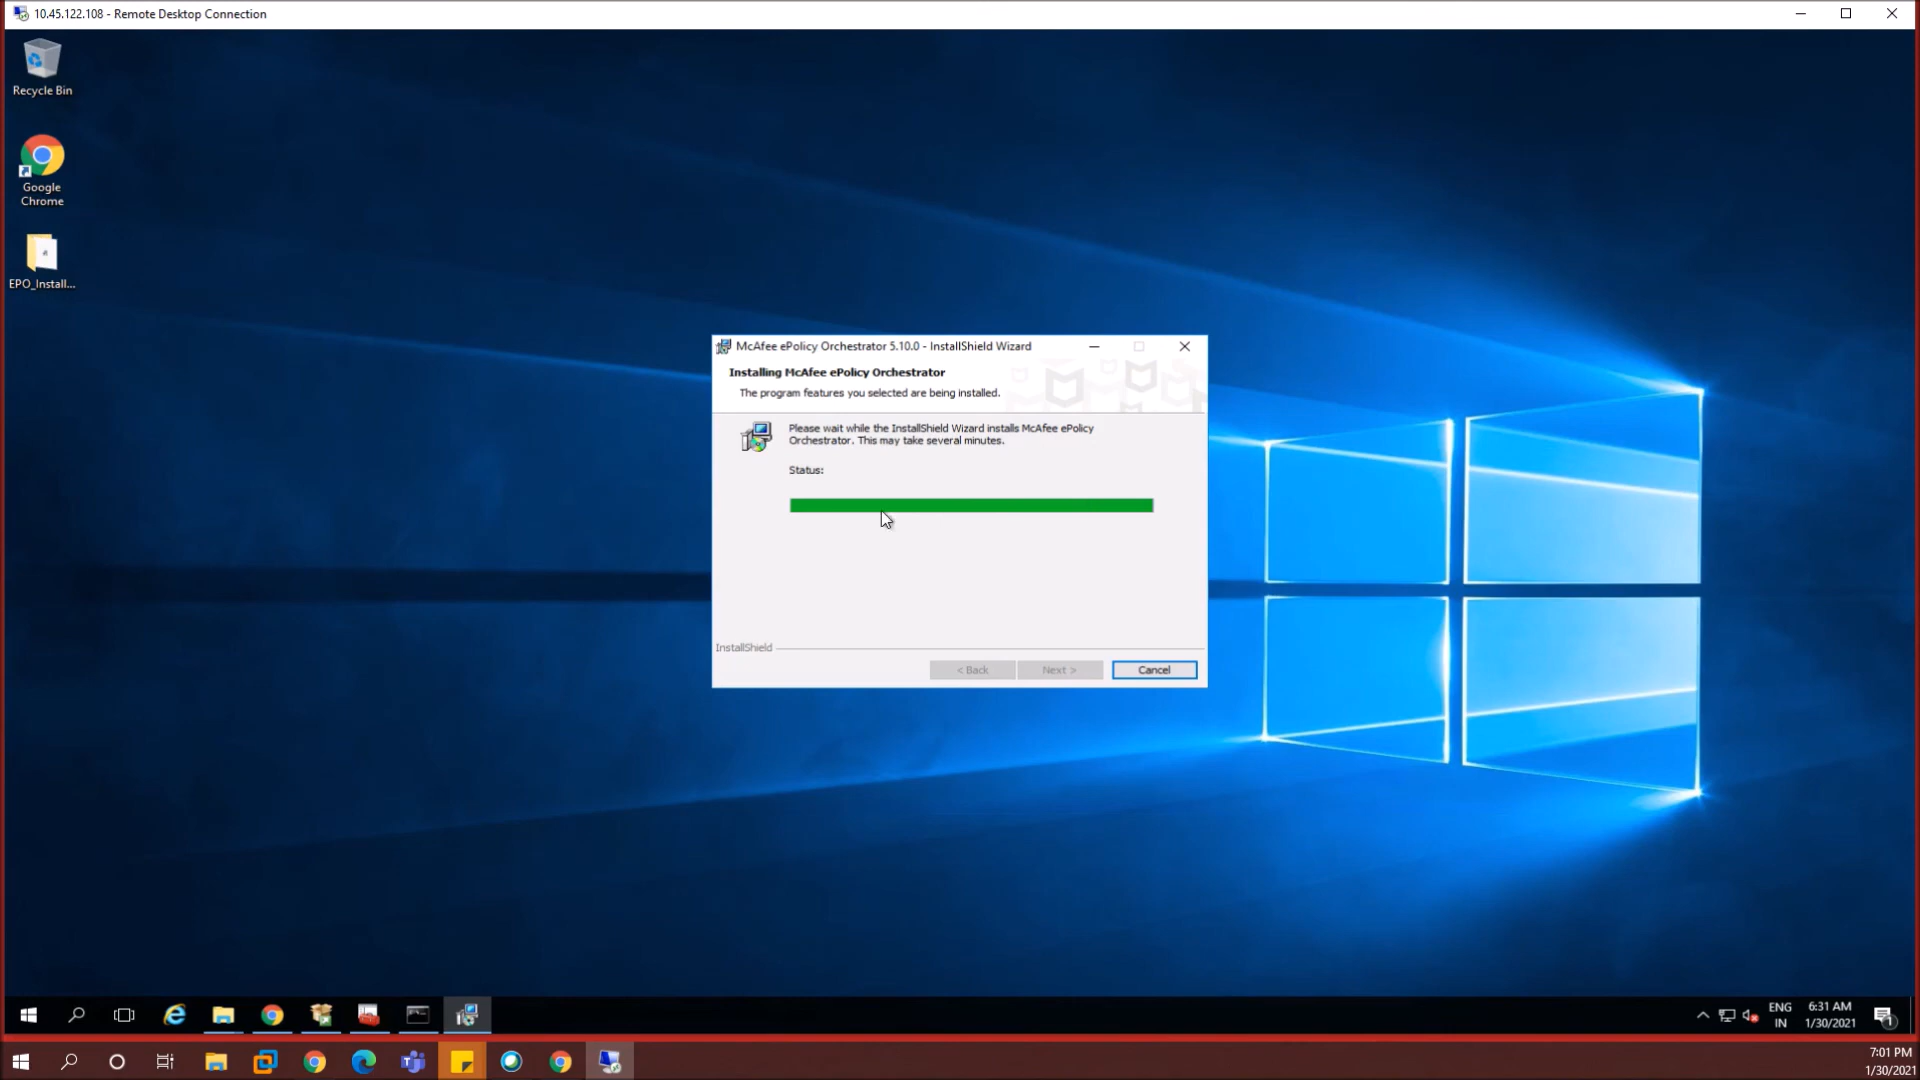 10.45.122.108 - Remote Desktop Connection
Recycle Bin
Google
Chrome
EPO_Install...
McAfee ePolicy Orchestrator 5.10.0 - InstallShield Wizard
Installing McAfee ePolicy Orchestrator
The program features you selected are being installed.
Please wait while the InstallShield Wizard installs McAfee ePolicy
Orchestrator. This may take several minutes.
Status:
InstallShield
< Back
Next >
Cancel
ENG
IN
6:31 AM
1/30/2021
1
7:01 PM
1/30/2021